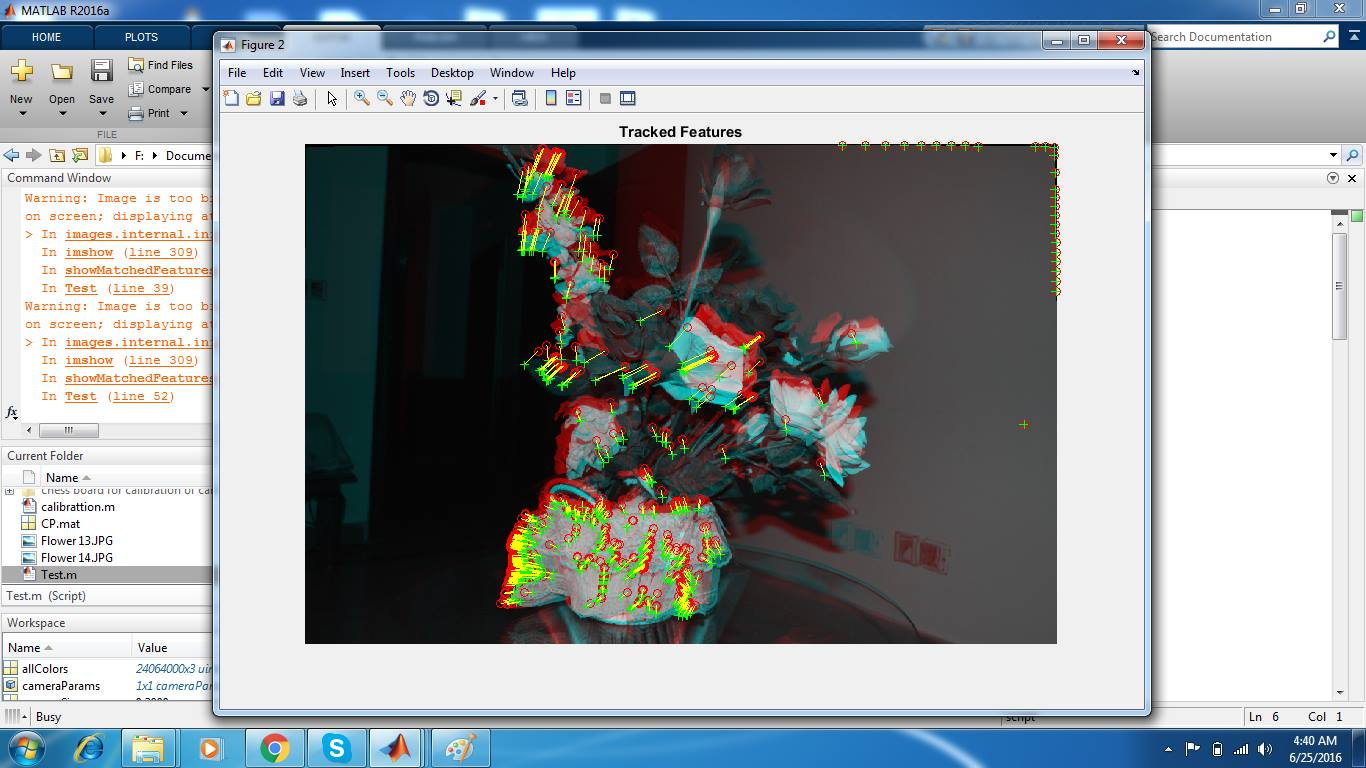 MATLAB R2016a
HOME
PLOTS
Search Documentation
New
Open
Save
Find Files
Compare
Print
FILE
F:
Docume
Command Window
Warning: Image is too bi
on screen; displaying at
> In images.internal.in
In imshow (line 309)
In showMatchedFeatures
In Test (line 39)
Warning: Image is too bi
on screen; displaying at
> In images.internal.in
In imshow (line 309)
In showMatchedFeatures
In Test (line 52)
fx
Current Folder
Name
chess board for calibration of cal
calibrattion.m
CP.mat
Flower 13.JPG
Flower 14.JPG
Test.m
Test.m (Script)
Workspace
Name
Value
allColors
24064000x3 uin
cameraParams
1x1 cameraPar
Busy
Figure 2
File Edit View Insert Tools Desktop Window Help
Tracked Features
script
Ln 6 Col 1
4:40 AM
6/25/2016